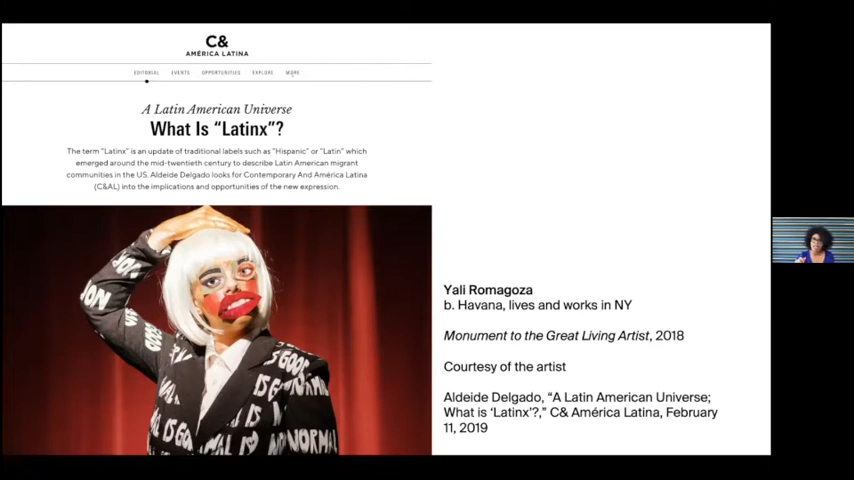 C&
AMÉRICA LATINA
EDITORIAL EVENTS OPPORTUNITIES EXPLORE MORE
A Latin American Universe
What Is “Latinx”?
The term “Latinx” is an update of traditional labels such as “Hispanic” or “Latin” which
emerged around the mid-twentieth century to describe Latin American migrant
communities in the US. Aldeide Delgado looks for Contemporary And América Latina
(C&AL) into the implications and opportunities of the new expression.
Yali Romagoza
b. Havana, lives and works in NY
Monument to the Great Living Artist, 2018
Courtesy of the artist
Aldeide Delgado, “A Latin American Universe;
What is ‘Latinx’?,” C& América Latina, February
11, 2019
IS GOOD
NORMAL